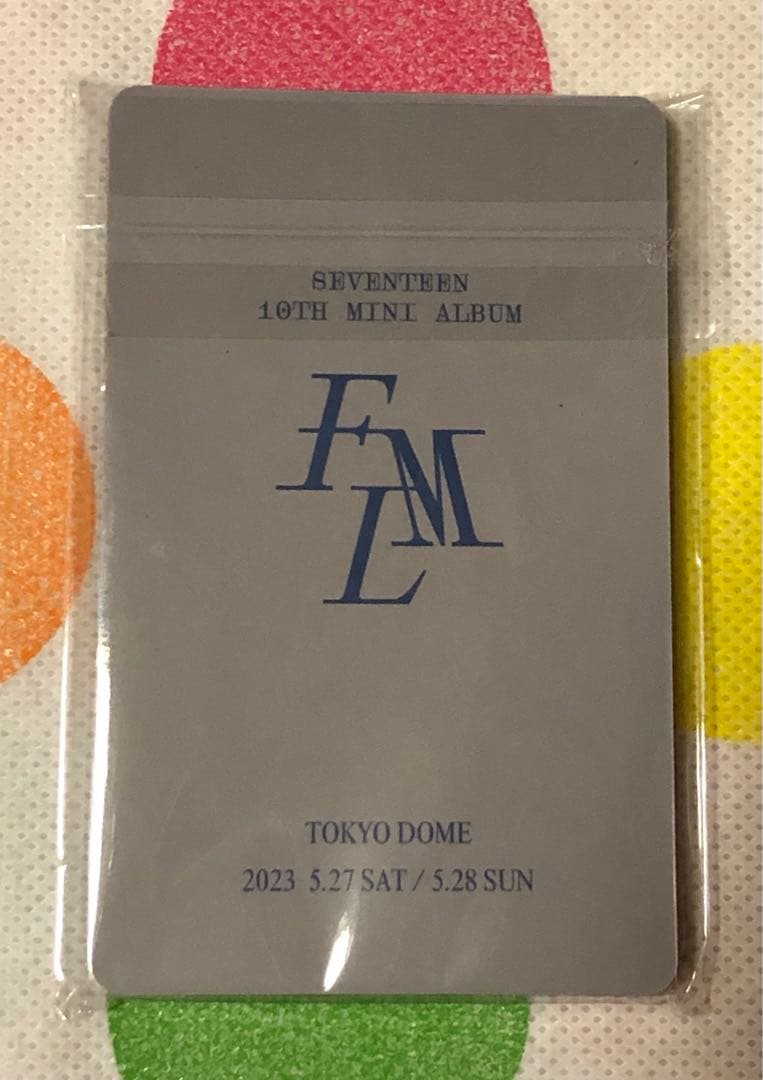 SEVENTEEN
10TH MINI ALBUM
FML
TOKYO DOME
2023 5.27 SAT / 5.28 SUN